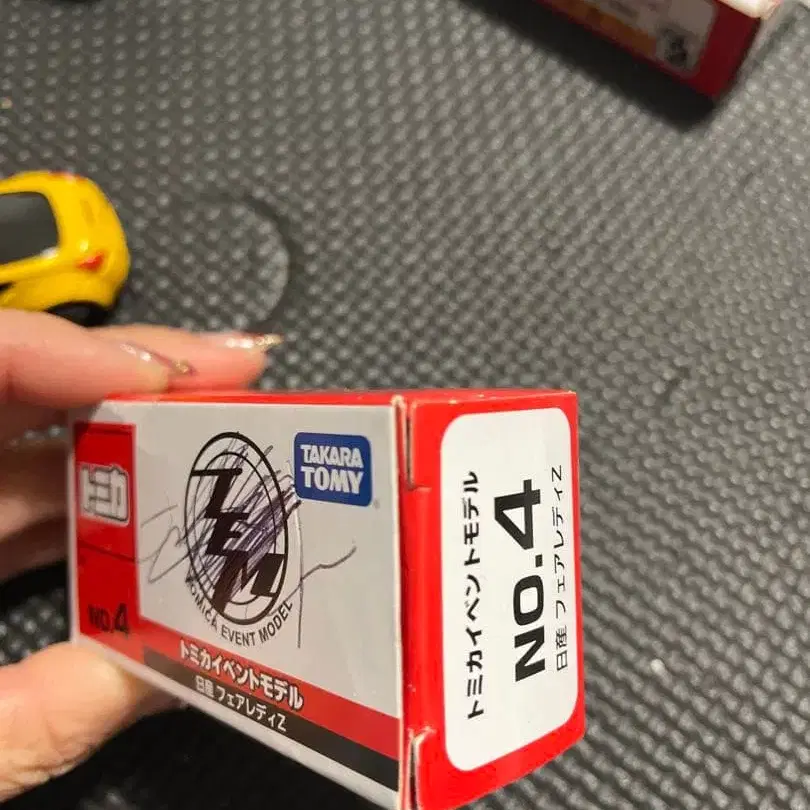 トミカ
TEM
TOMICA EVENT MODEL
TAKARA
TOMY
NO.4
トミカイベントモデル
日産 フェアレディZ
トミカイベントモデル
NO.4
日産 フェアレディZ